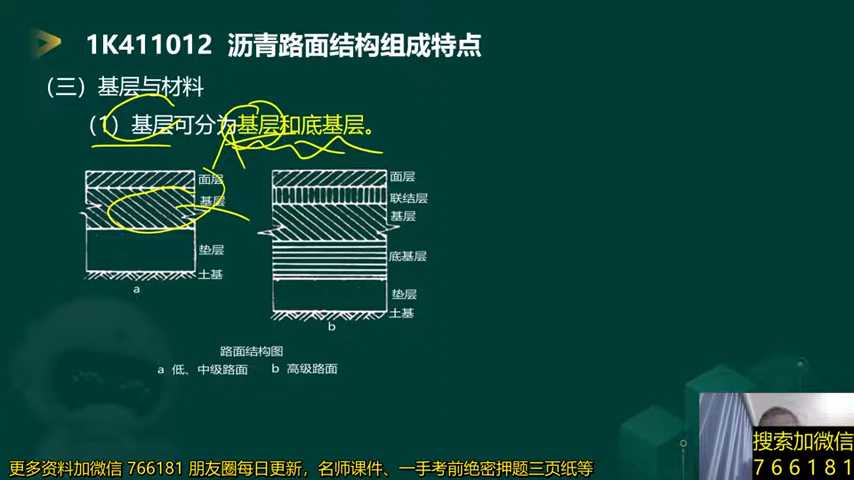 1K411012 沥青路面结构组成特点
（三）基层与材料
（1）基层可分为基层和底基层。
面层
基层
垫层
土基
a
面层
联结层
基层
底基层
垫层
土基
b
路面结构图
a 低、中级路面 b 高级路面
搜索加微信
766181
更多资料加微信 766181 朋友圈每日更新，名师课件、一手考前绝密押题三页纸等